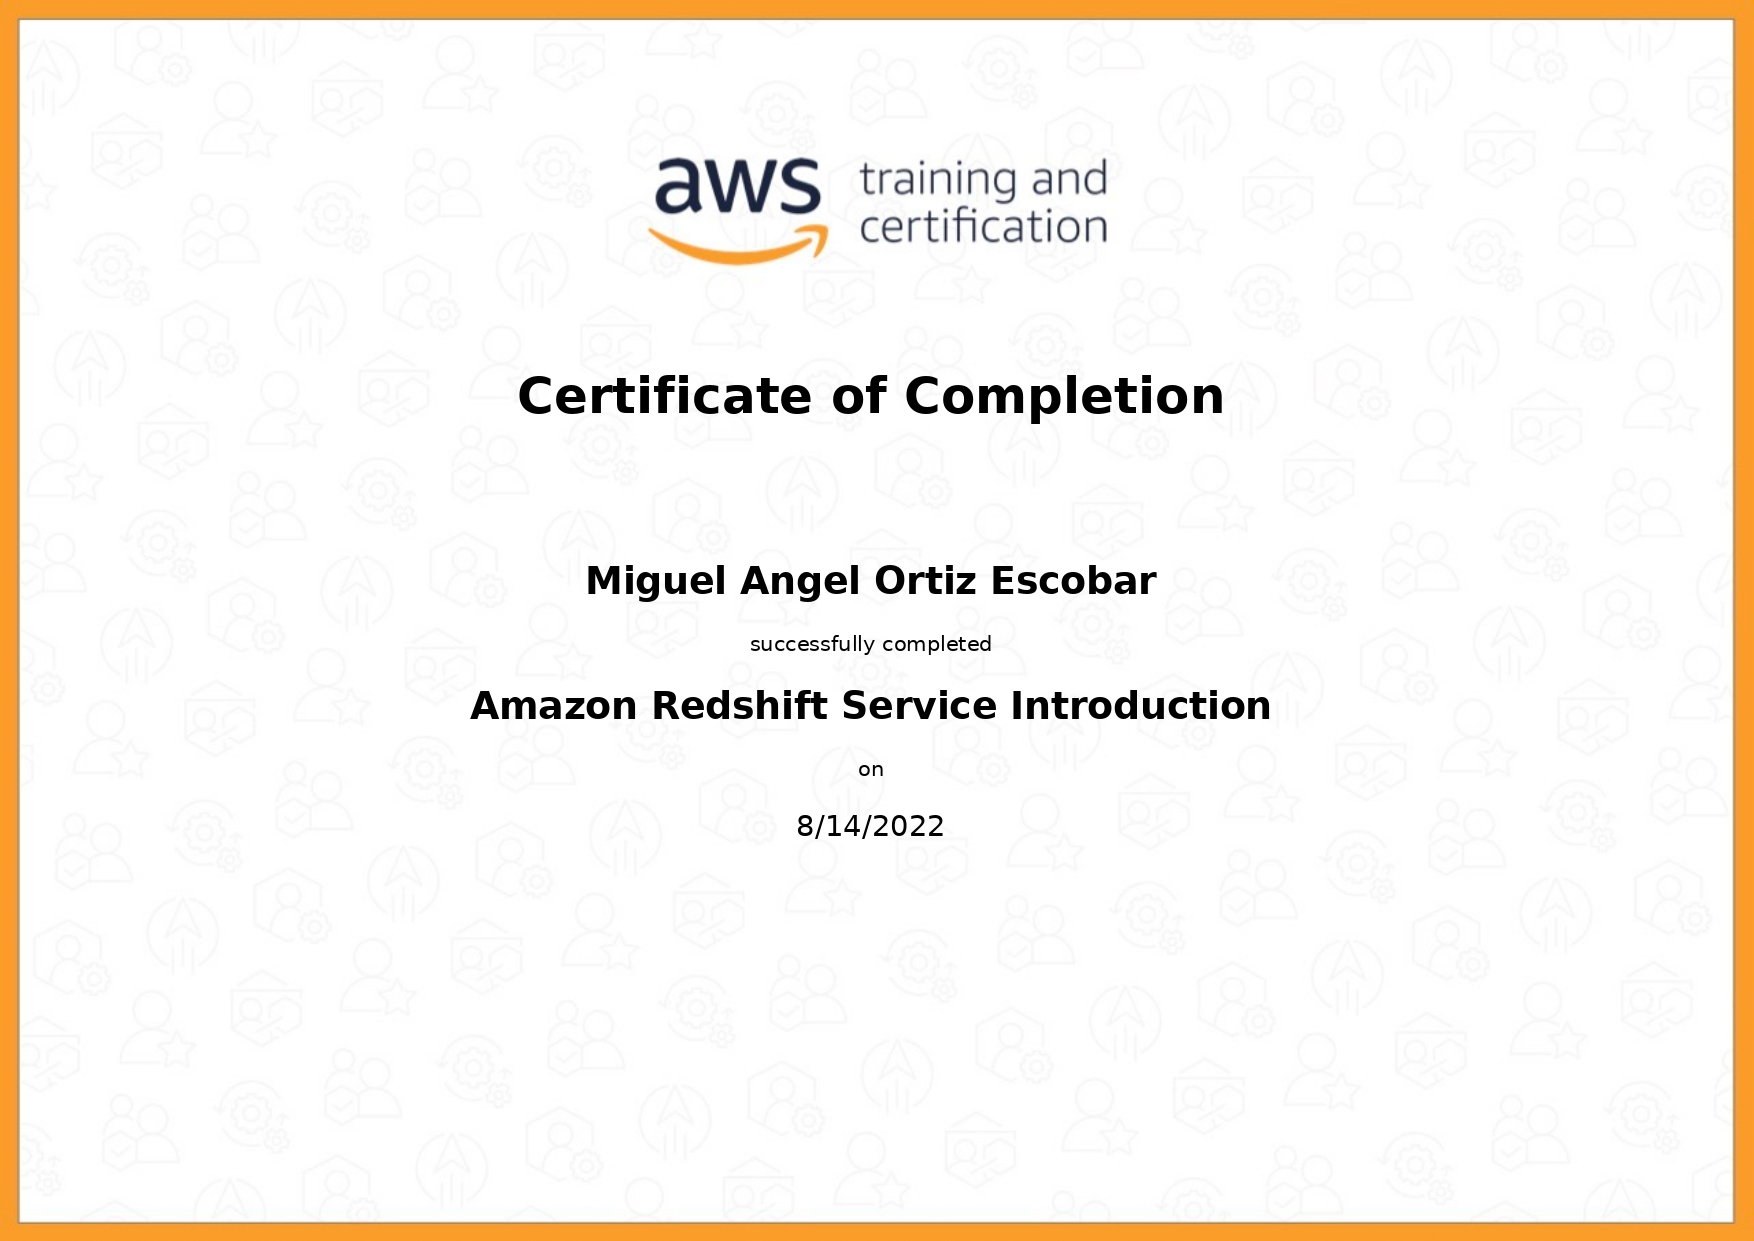 aws training and
certification
Certificate of Completion
Miguel Angel Ortiz Escobar
successfully completed
Amazon Redshift Service Introduction
on
8/14/2022